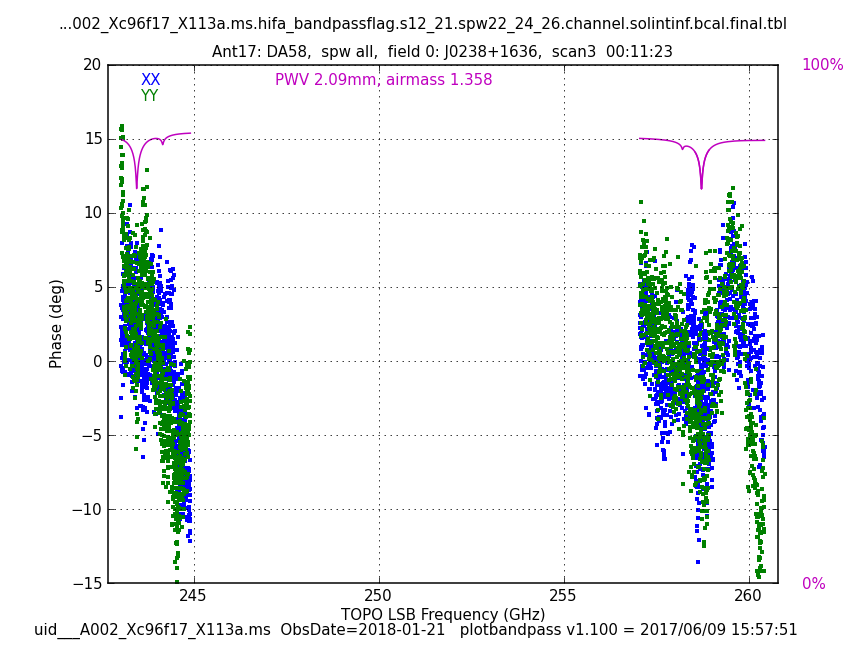 ...002_Xc96f17_X113a.ms.hifa_bandpassflag.s12_21.spw22_24_26.channel.solintinf.bcal.final.tbl
Ant17: DA58,  spw all,  field 0: J0238+1636,  scan3  00:11:23
20
100%
XX
PWV 2.09mm, airmass 1.358
YY
15
10
5
Phase (deg)
0
−5
−10
−15
0%
245
250
255
260
TOPO LSB Frequency (GHz)
uid___A002_Xc96f17_X113a.ms  ObsDate=2018-01-21   plotbandpass v1.100 = 2017/06/09 15:57:51